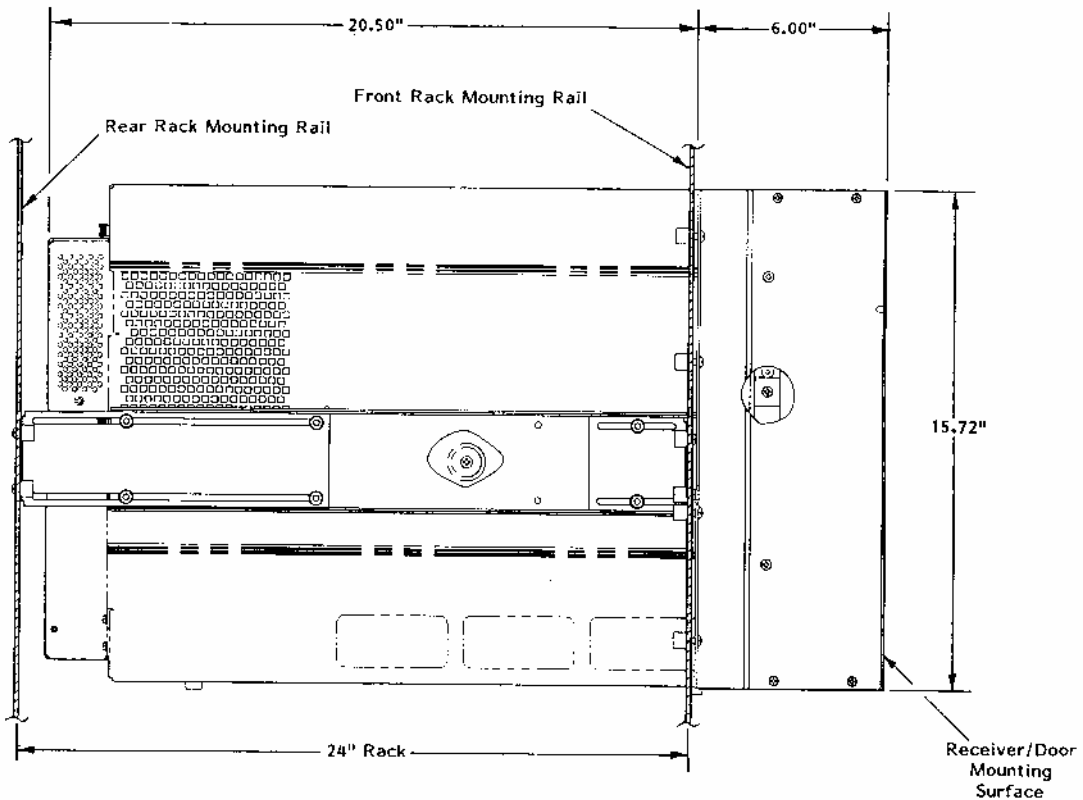 20.50"
6.00"
Front Rack Mounting Rail
Rear Rack Mounting Rail
15.72"
24" Rack
Receiver/Door
Mounting
Surface